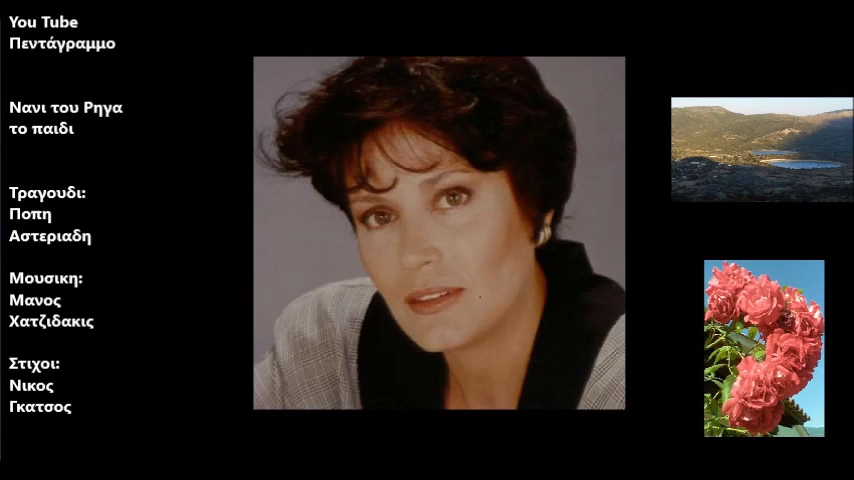 You Tube
Πεντάγραμμο
Νανι του Ρηγα
το παιδι
Τραγουδι:
Ποπη
Αστεριαδη
Μουσικη:
Μανος
Χατζιδακις
Στιχοι:
Νικος
Γκατσος